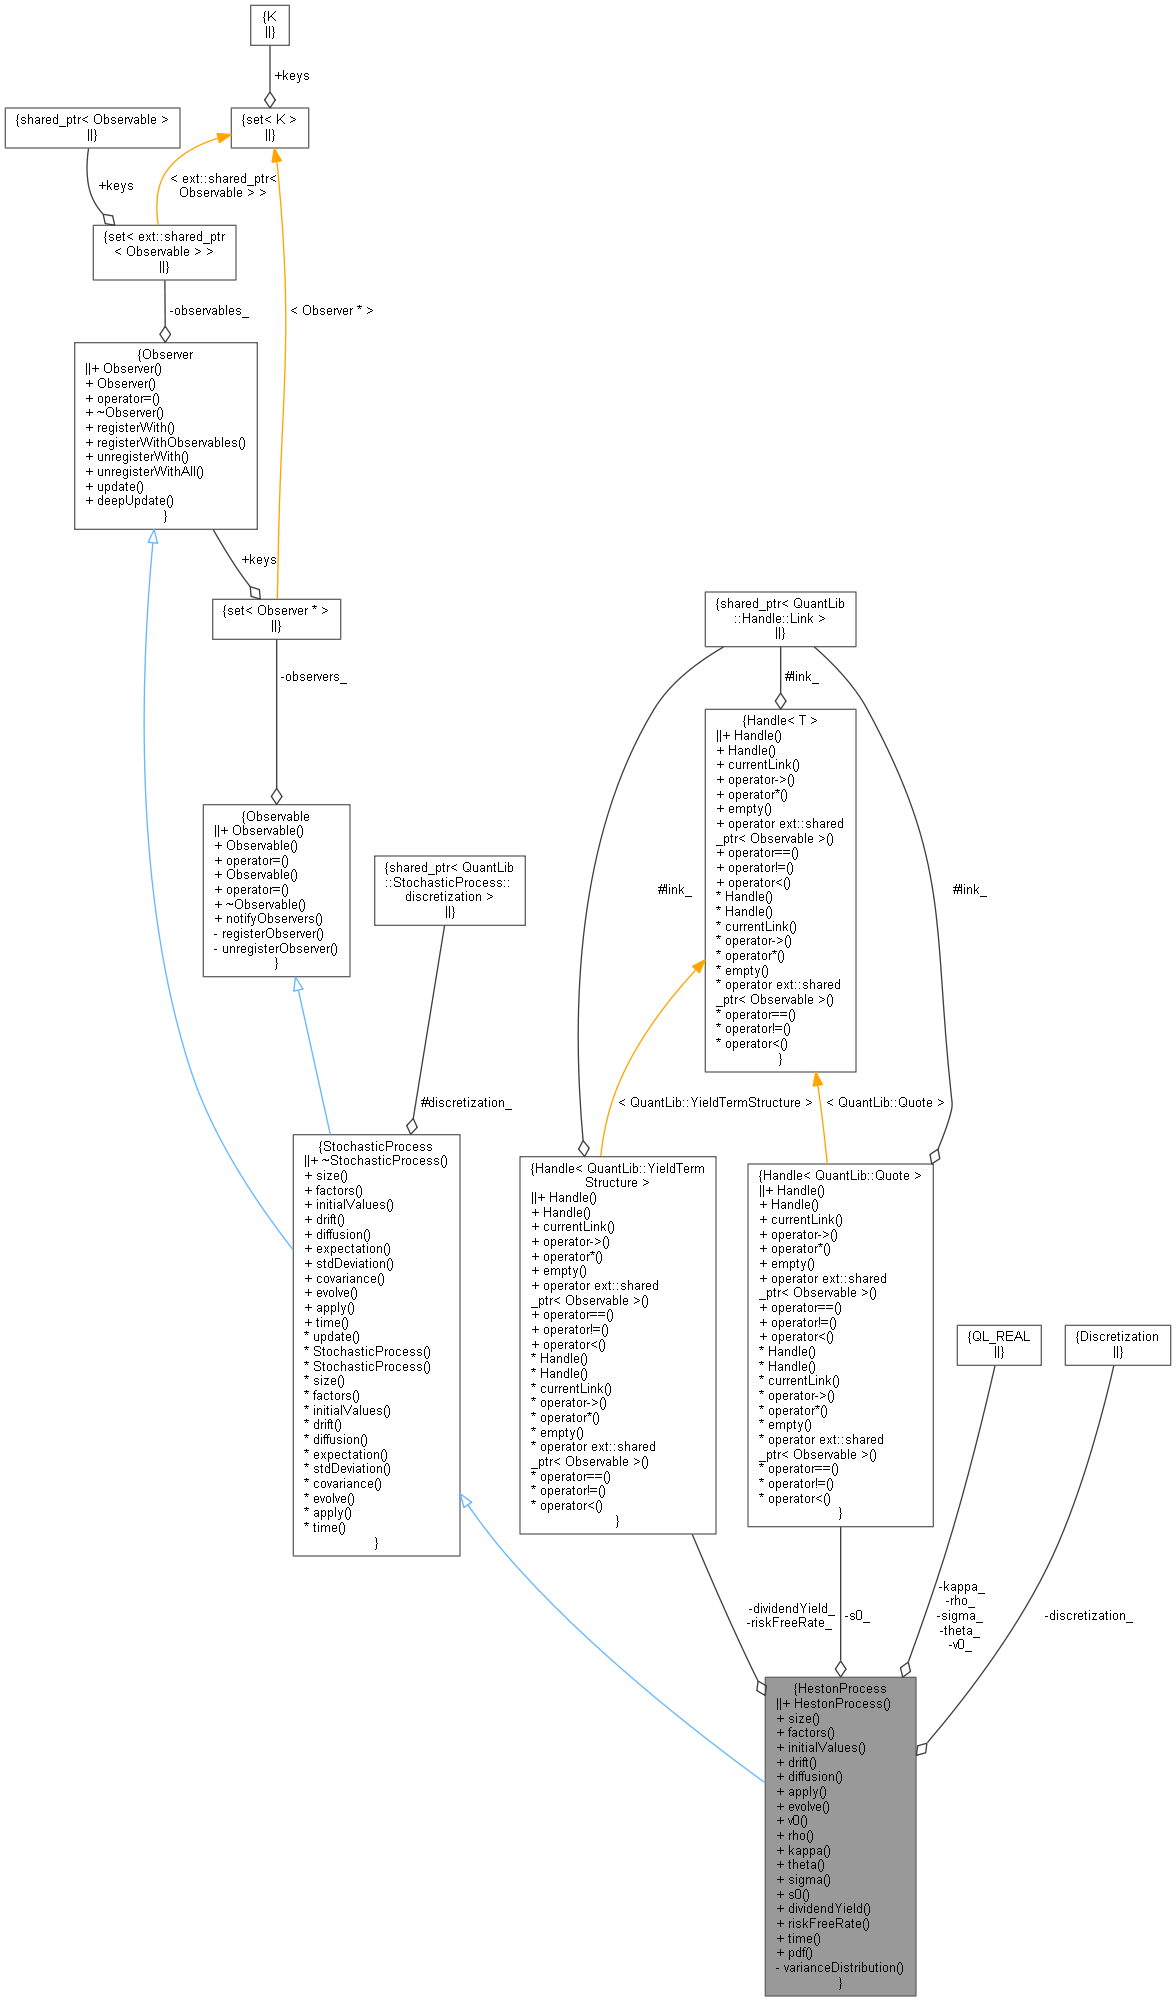 {K
||}
+keys
{shared_ptr< Observable >
||}
{set< K >
||}
+keys
< ext::shared_ptr<
Observable > >
{set< ext::shared_ptr
< Observable > >
||}
-observables_
< Observer * >
{Observer
||+ Observer()
+ Observer()
+ operator=()
+ ~Observer()
+ registerWith()
+ registerWithObservables()
+ unregisterWith()
+ unregisterWithAll()
+ update()
+ deepUpdate()
}
+keys
{set< Observer * >
||}
-observers_
{shared_ptr< QuantLib
::Handle::Link >
||}
#link_
{Handle< T >
||+ Handle()
+ Handle()
+ currentLink()
+ operator->()
+ operator*()
+ empty()
+ operator ext::shared
_ptr< Observable >()
+ operator==()
+ operator!=()
+ operator<()
* Handle()
* Handle()
* currentLink()
* operator->()
* operator*()
* empty()
* operator ext::shared
_ptr< Observable >()
* operator==()
* operator!=()
* operator<()
}
#link_
#link_
{Observable
||+ Observable()
+ Observable()
+ operator=()
+ Observable()
+ operator=()
+ ~Observable()
+ notifyObservers()
- registerObserver()
- unregisterObserver()
}
{shared_ptr< QuantLib
::StochasticProcess::
discretization >
||}
#discretization_
< QuantLib::YieldTermStructure >
< QuantLib::Quote >
{StochasticProcess
||+ ~StochasticProcess()
+ size()
+ factors()
+ initialValues()
+ drift()
+ diffusion()
+ expectation()
+ stdDeviation()
+ covariance()
+ evolve()
+ apply()
+ time()
* update()
* StochasticProcess()
* StochasticProcess()
* size()
* factors()
* initialValues()
* drift()
* diffusion()
* expectation()
* stdDeviation()
* covariance()
* evolve()
* apply()
* time()
}
{Handle< QuantLib::YieldTerm
Structure >
||+ Handle()
+ Handle()
+ currentLink()
+ operator->()
+ operator*()
+ empty()
+ operator ext::shared
_ptr< Observable >()
+ operator==()
+ operator!=()
+ operator<()
* Handle()
* Handle()
* currentLink()
* operator->()
* operator*()
* empty()
* operator ext::shared
_ptr< Observable >()
* operator==()
* operator!=()
* operator<()
}
{Handle< QuantLib::Quote >
||+ Handle()
+ Handle()
+ currentLink()
+ operator->()
+ operator*()
+ empty()
+ operator ext::shared
_ptr< Observable >()
+ operator==()
+ operator!=()
+ operator<()
* Handle()
* Handle()
* currentLink()
* operator->()
* operator*()
* empty()
* operator ext::shared
_ptr< Observable >()
* operator==()
* operator!=()
* operator<()
}
{QL_REAL
||}
{Discretization
||}
-dividendYield_
-riskFreeRate_
-s0_
-kappa_
-rho_
-sigma_
-theta_
-v0_
-discretization_
{HestonProcess
||+ HestonProcess()
+ size()
+ factors()
+ initialValues()
+ drift()
+ diffusion()
+ apply()
+ evolve()
+ v0()
+ rho()
+ kappa()
+ theta()
+ sigma()
+ s0()
+ dividendYield()
+ riskFreeRate()
+ time()
+ pdf()
- varianceDistribution()
}